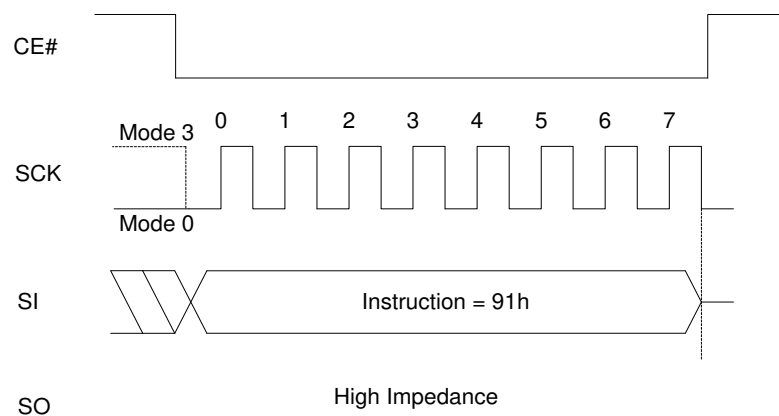 CE#
0 1 2 3 4 5 6 7
Mode 3
SCK
Mode 0
SI
Instruction = 91h
SO
High Impedance